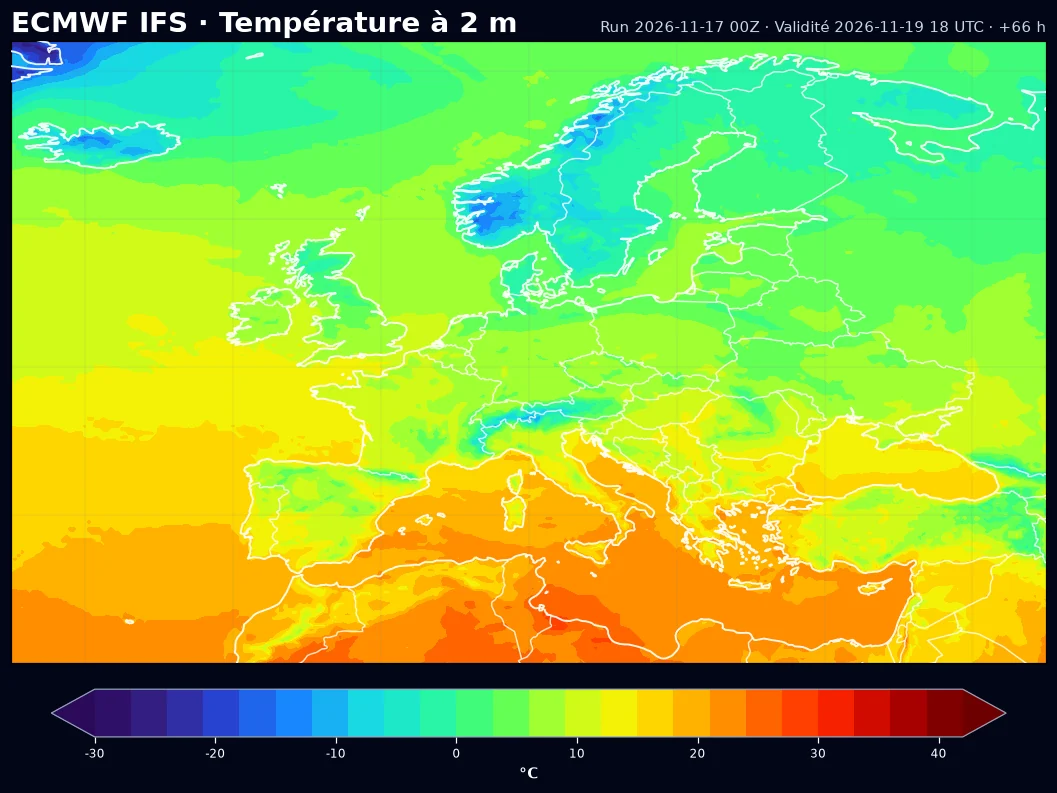 ECMWF IFS · Température à 2 m
Run 2026-11-17 00Z · Validité 2026-11-19 18 UTC · +66 h
-30 -20 -10 0 10 20 30 40
°C